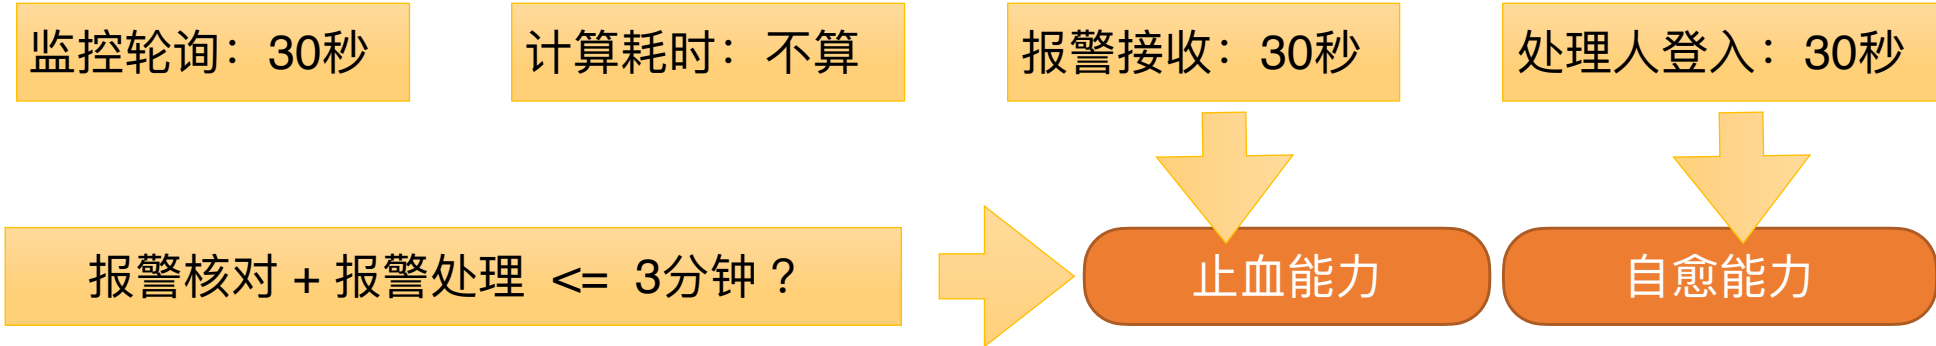 监控轮询：30秒
计算耗时：不算
报警接收：30秒
处理人登入：30秒
报警核对 + 报警处理 <= 3分钟 ?
止血能力
自愈能力